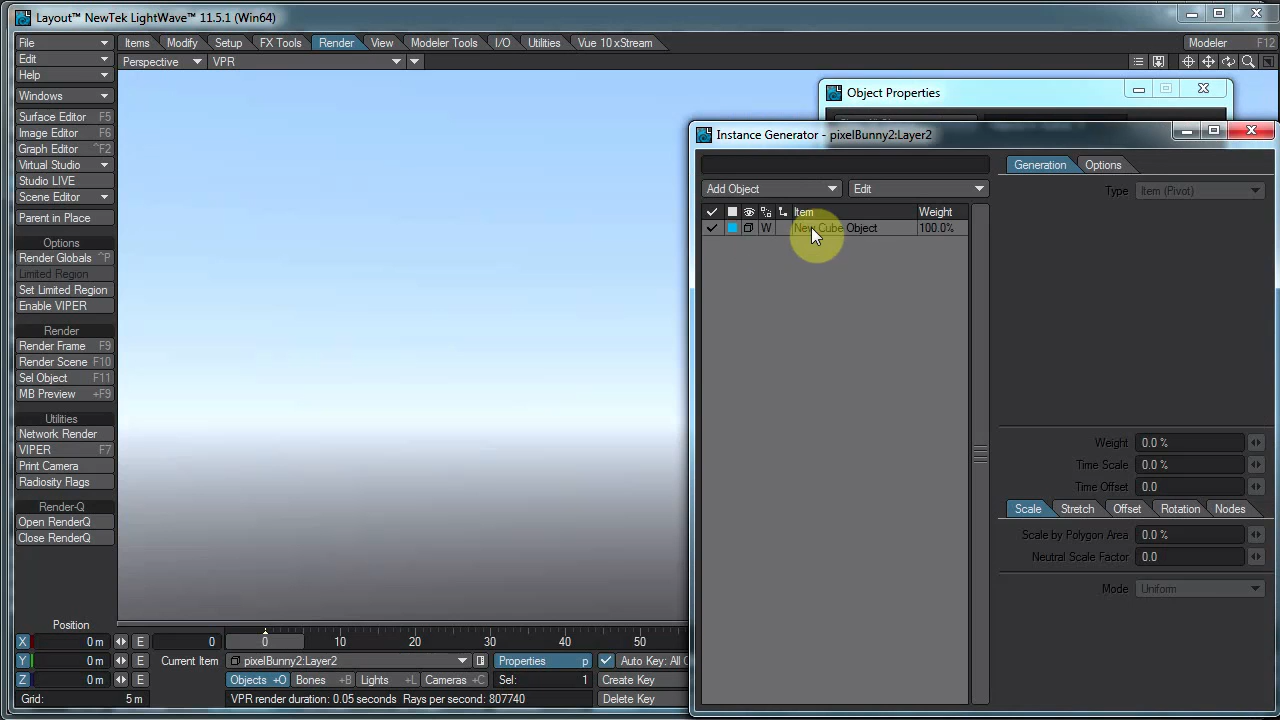 Layout™ NewTek LightWave™ 11.5.1 (Win64)
File
Items Modify Setup FX Tools Render View Modeler Tools I/O Utilities Vue 10 xStream
Modeler F12
Edit
Help
Perspective VPR
Windows
Surface Editor F5
Image Editor F6
Graph Editor ^F2
Virtual Studio
Studio LIVE
Scene Editor
Parent in Place
Options
Render Globals ^P
Limited Region
Set Limited Region
Enable VIPER
Render
Render Frame F9
Render Scene F10
Sel Object F11
MB Preview +F9
Utilities
Network Render
VIPER F7
Print Camera
Radiosity Flags
Render-Q
Open RenderQ
Close RenderQ
Object Properties
Instance Generator - pixelBunny2:Layer2
Add Object Edit
Item Weight
W New Cube Object 100.0%
Generation Options
Type Item (Pivot)
Weight 0.0 %
Time Scale 0.0 %
Time Offset 0.0
Scale Stretch Offset Rotation Nodes
Scale by Polygon Area 0.0 %
Neutral Scale Factor 0.0
Mode Uniform
Position
X 0 m E 0
0 10 20 30 40 50
Y 0 m E Current Item pixelBunny2:Layer2 Properties p Auto Key: All C
Z 0 m E Objects +O Bones +B Lights +L Cameras +C Sel: 1 Create Key
Grid: 5 m VPR render duration: 0.05 seconds Rays per second: 807740 Delete Key